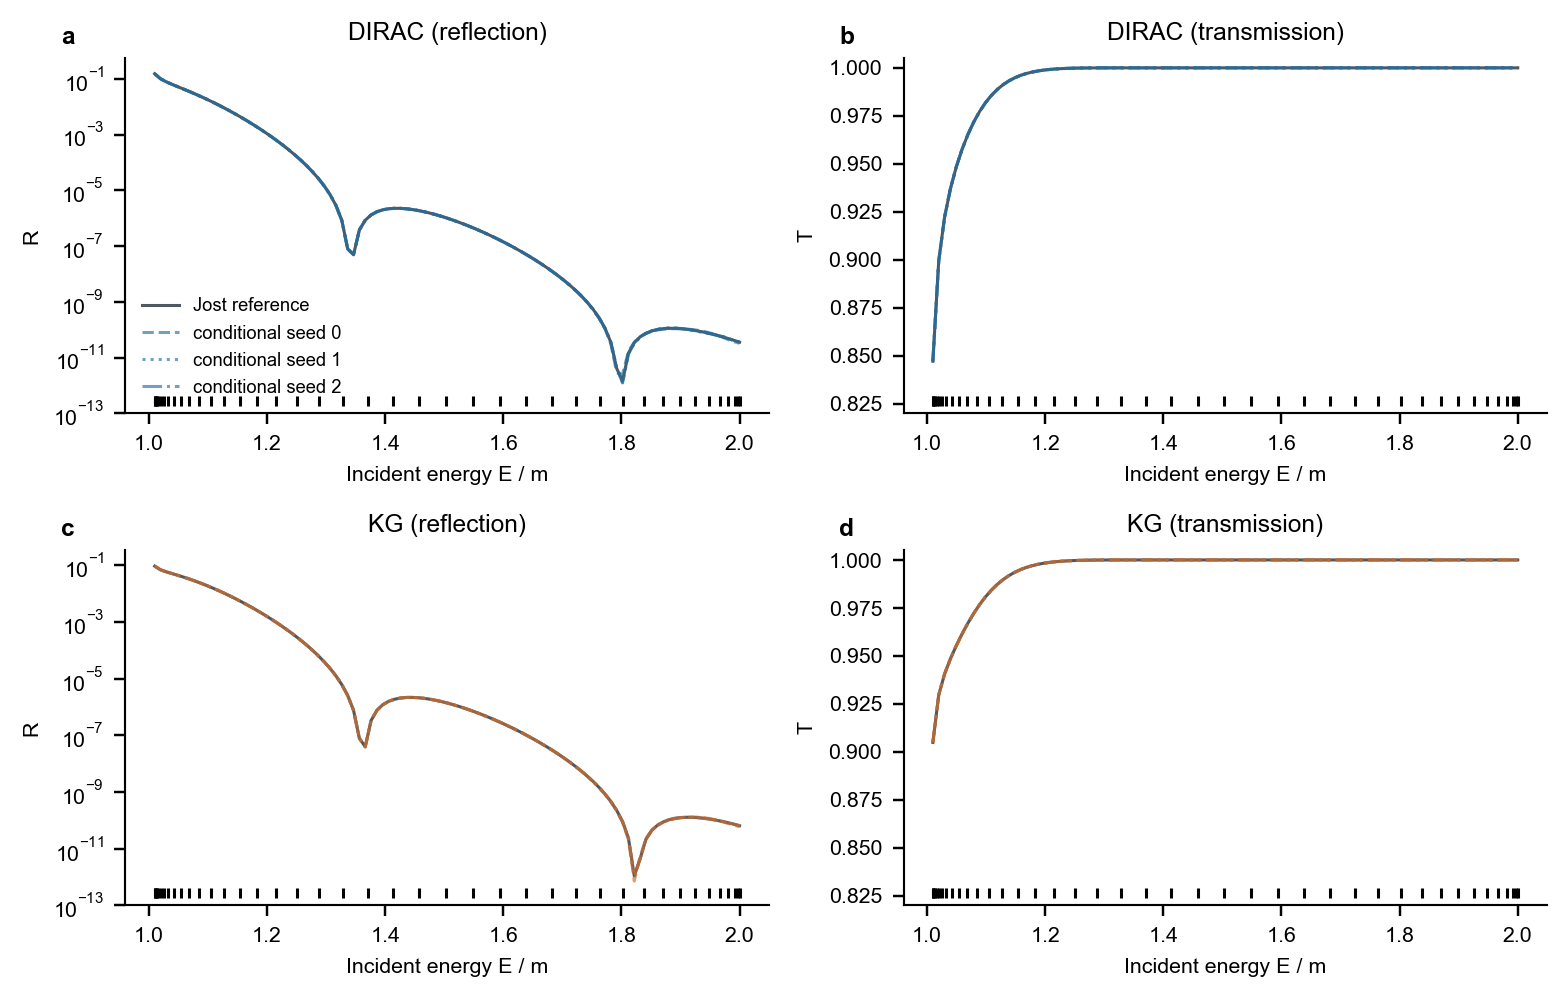 a
DIRAC (reflection)
10⁻¹
10⁻³
10⁻⁵
10⁻⁷
10⁻⁹
10⁻¹¹
10⁻¹³
R
Jost reference
conditional seed 0
conditional seed 1
conditional seed 2
1.0 1.2 1.4 1.6 1.8 2.0
Incident energy E / m
b
DIRAC (transmission)
1.000
0.975
0.950
0.925
0.900
0.875
0.850
0.825
T
1.0 1.2 1.4 1.6 1.8 2.0
Incident energy E / m
c
KG (reflection)
10⁻¹
10⁻³
10⁻⁵
10⁻⁷
10⁻⁹
10⁻¹¹
10⁻¹³
R
1.0 1.2 1.4 1.6 1.8 2.0
Incident energy E / m
d
KG (transmission)
1.000
0.975
0.950
0.925
0.900
0.875
0.850
0.825
T
1.0 1.2 1.4 1.6 1.8 2.0
Incident energy E / m